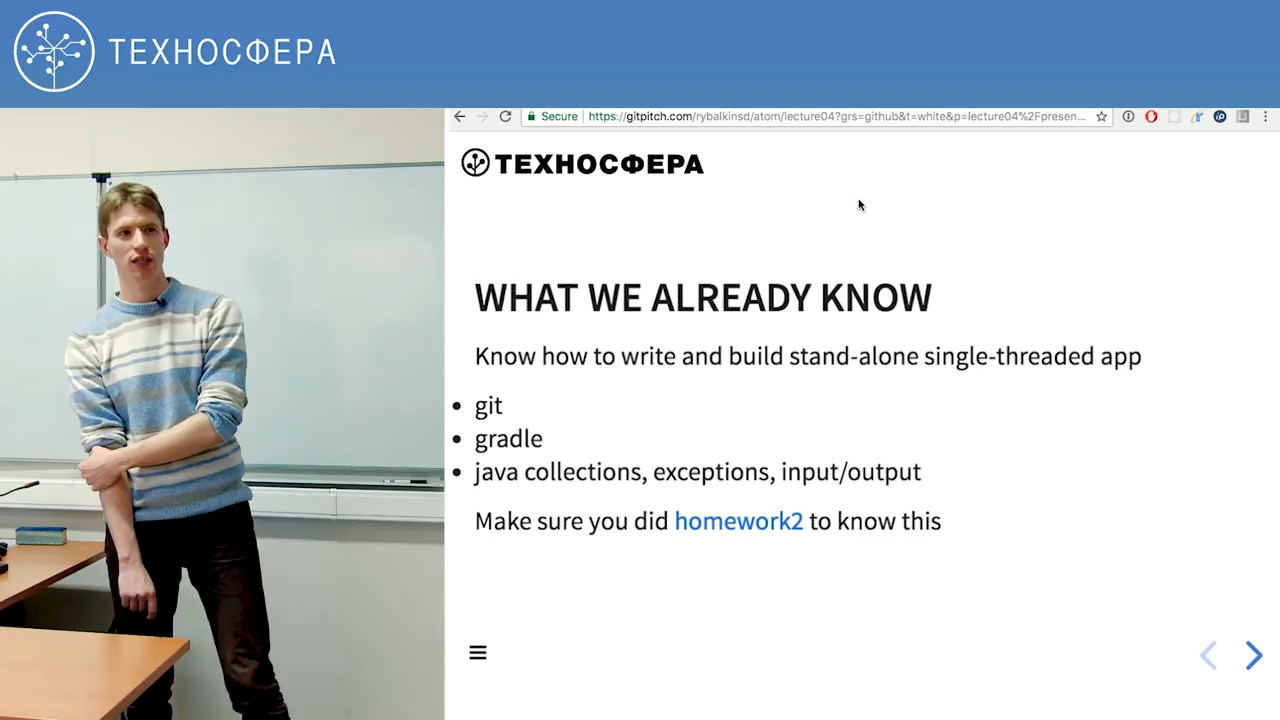 ТЕХНОСФЕРА
Secure https://gitpitch.com/rybalkinsd/atom/lecture04?grs=github&t=white&p=lecture04%2Fpresen...
ТЕХНОСФЕРА
WHAT WE ALREADY KNOW
Know how to write and build stand-alone single-threaded app
git
gradle
java collections, exceptions, input/output
Make sure you did homework2 to know this